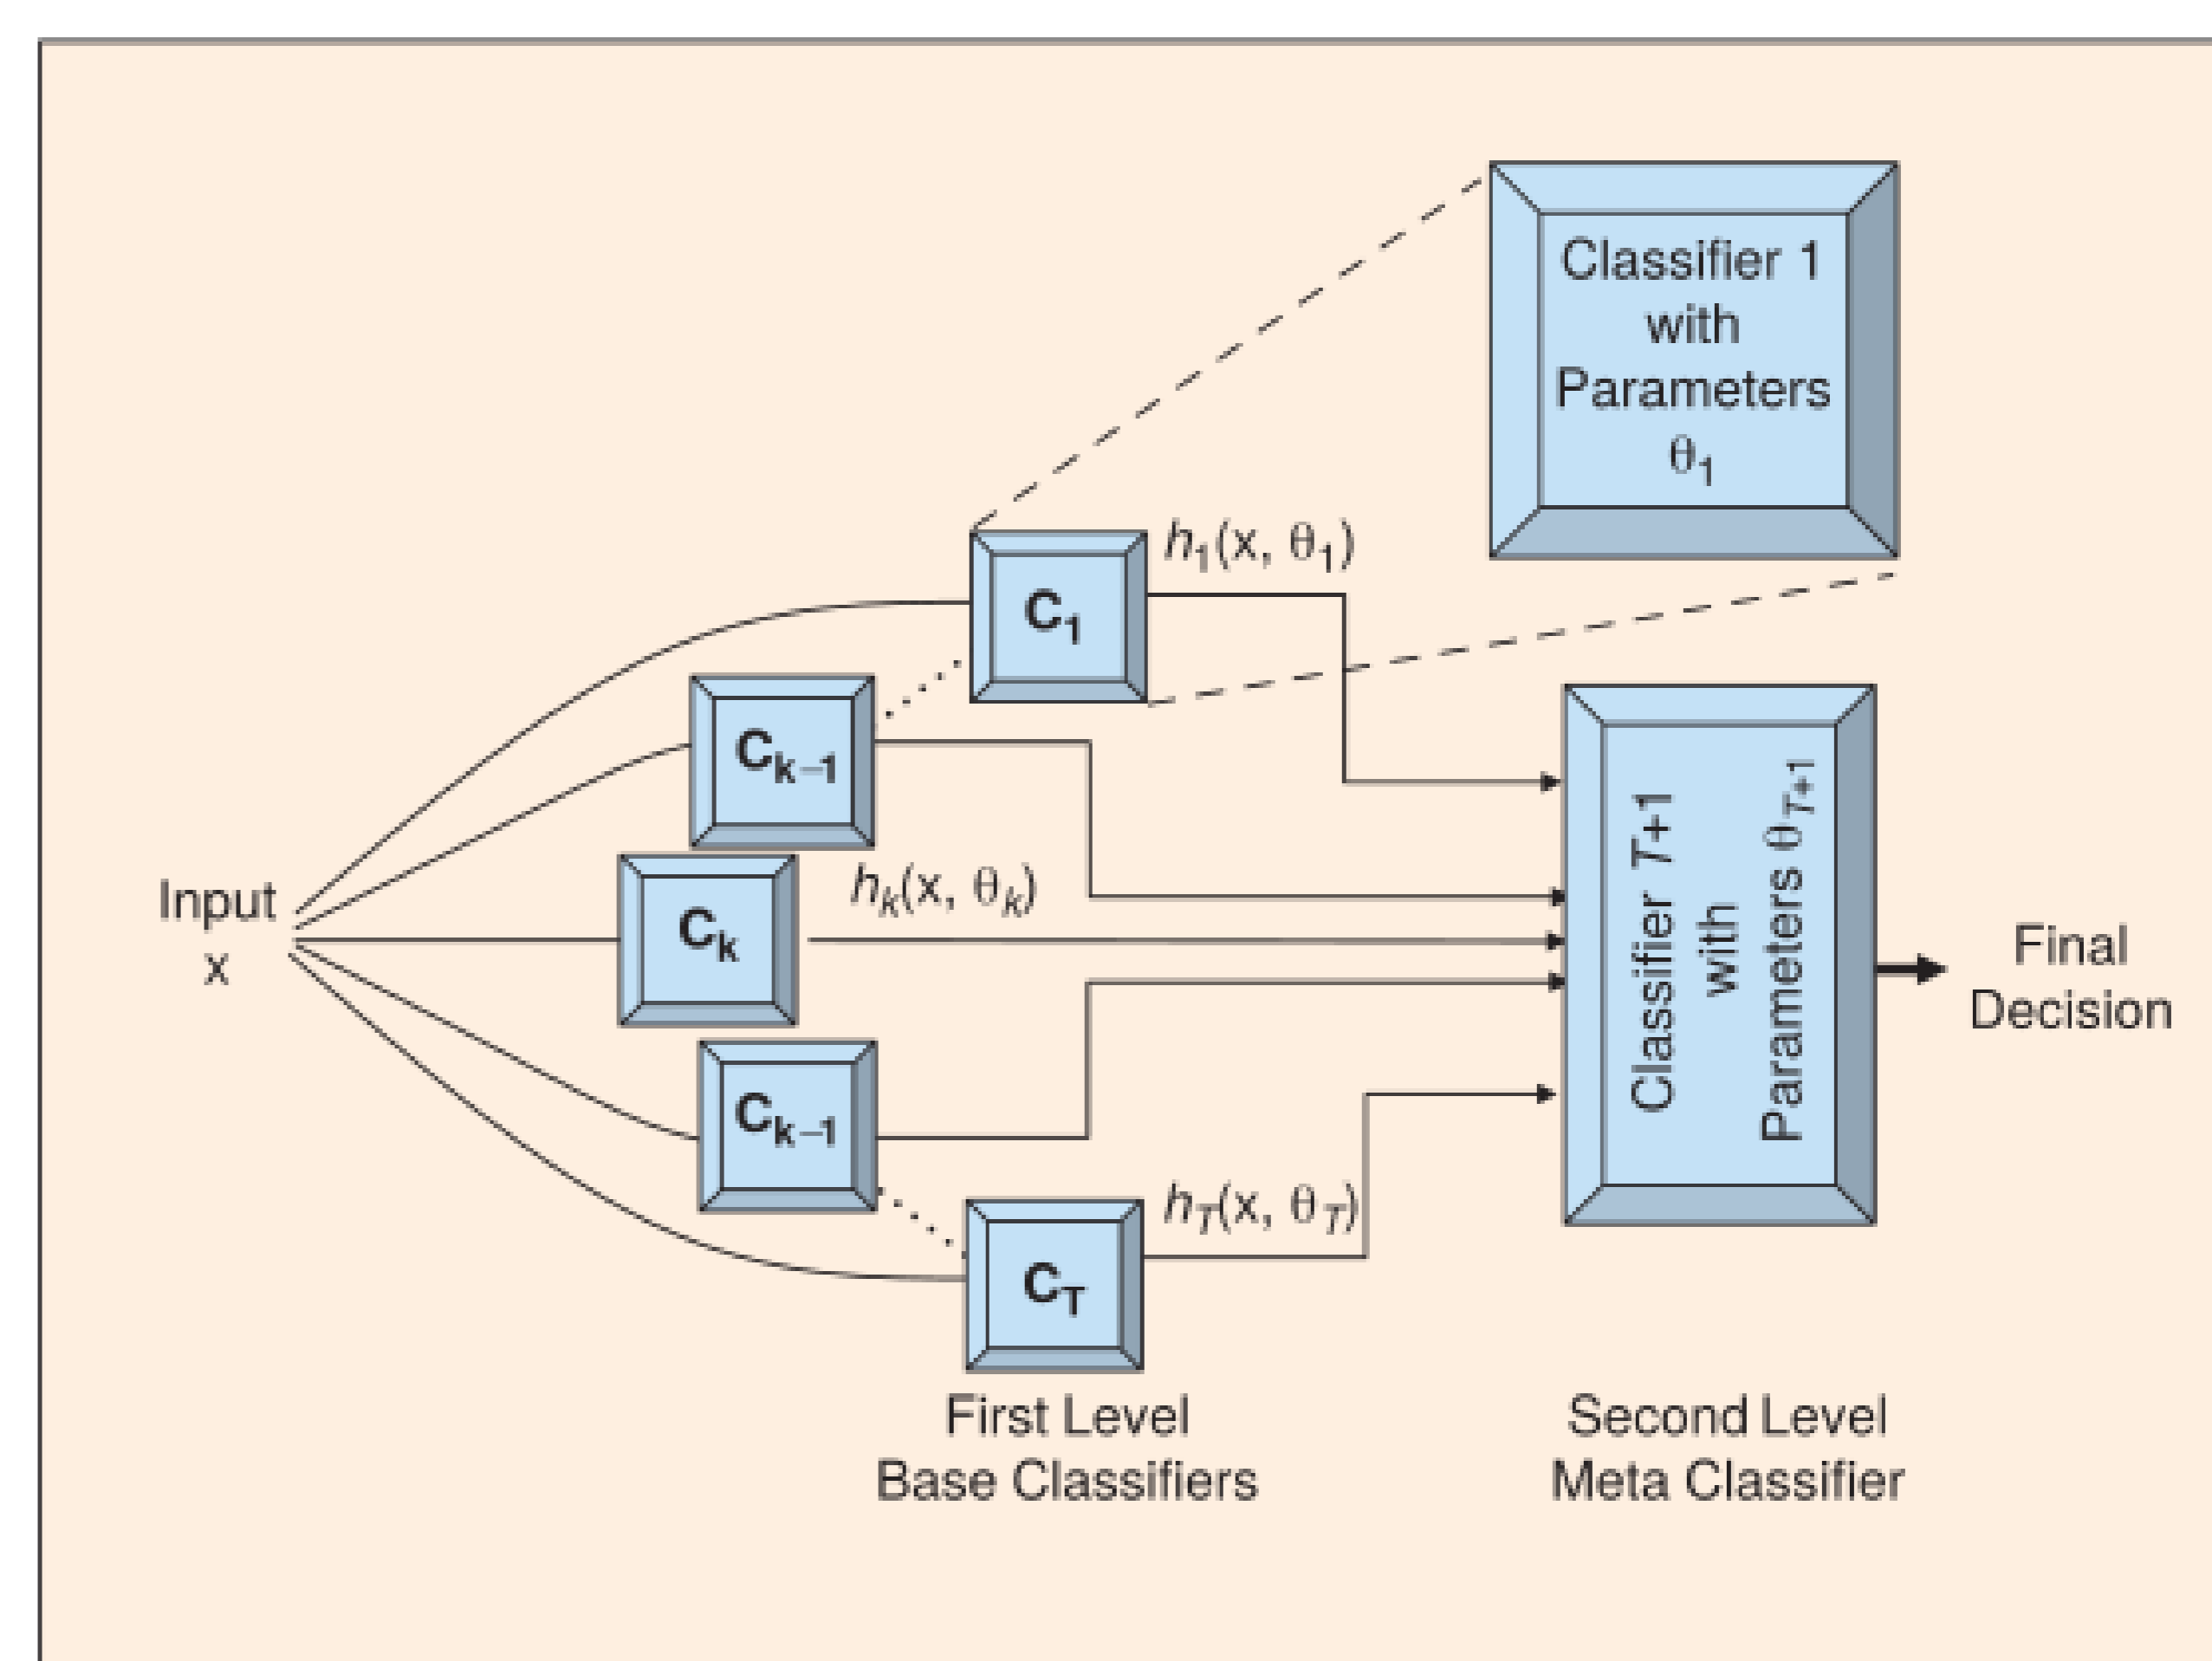 Classifier 1
with
Parameters
θ1
h1(x, θ1)
C1
Ck–1
hk(x, θk)
Ck
Input
x
Ck–1
hT(x, θT)
CT
Classifier T+1
with
Parameters θT+1
Final
Decision
First Level
Base Classifiers
Second Level
Meta Classifier